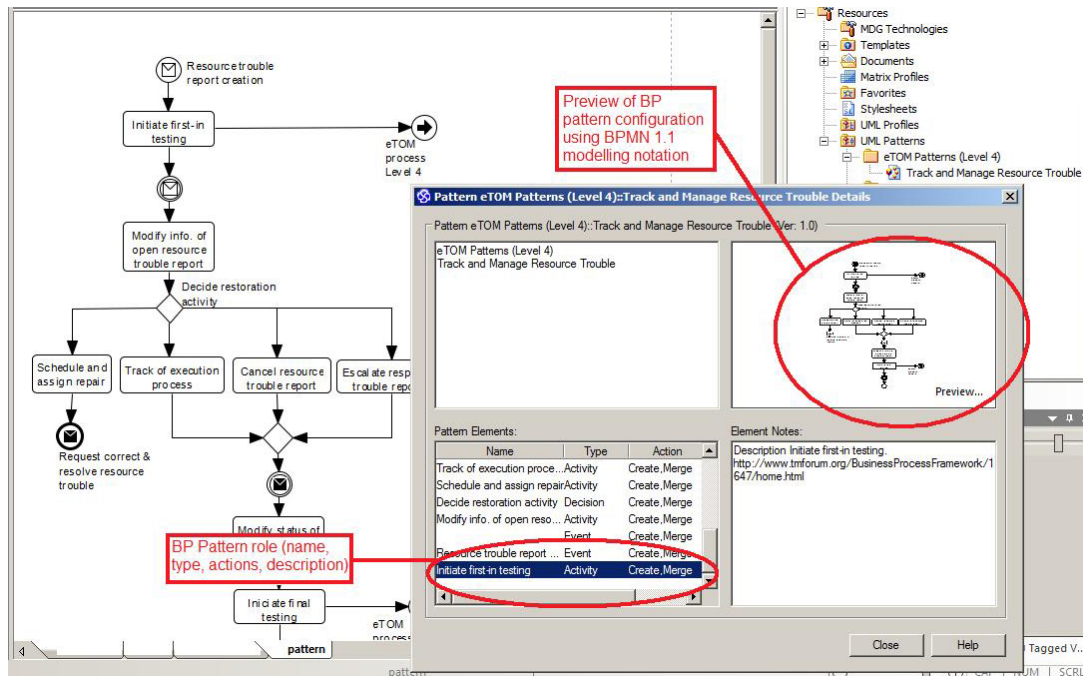 Resource trouble
report creation
Initiate first-in
testing
eTOM
process
Level 4
Modify info. of
open resource
trouble report
Decide restoration
activity
Schedule and
assign repair
Track of execution
process
Cancel resource
trouble report
Escalate resp
trouble repo
Request correct &
resolve resource
trouble
Modify status of
Iniciate final
testing
eTOM
process
pattern
pattern
BP Pattern role (name,
type, actions, description)
Preview of BP
pattern configuration
using BPMN 1.1
modelling notation
Resources
MDG Technologies
Templates
Documents
Matrix Profiles
Favorites
Stylesheets
UML Profiles
UML Patterns
eTOM Patterns (Level 4)
Track and Manage Resource Trouble
Pattern eTOM Patterns (Level 4)::Track and Manage Resource Trouble Details
Pattern eTOM Patterns (Level 4)::Track and Manage Resource Trouble (Ver: 1.0)
eTOM Patterns (Level 4)
Track and Manage Resource Trouble
Preview...
Pattern Elements:
Name Type Action
Track of execution proce... Activity Create,Merge
Schedule and assign repair Activity Create,Merge
Decide restoration activity Decision Create,Merge
Modify info. of open reso... Activity Create,Merge
Event Create,Merge
Resource trouble report ... Event Create,Merge
Initiate first-in testing Activity Create,Merge
Element Notes:
Description Initiate first-in testing.
http://www.tmforum.org/BusinessProcessFramework/1
647/home.html
Close Help
Tagged V...
CAP NUM SCRL